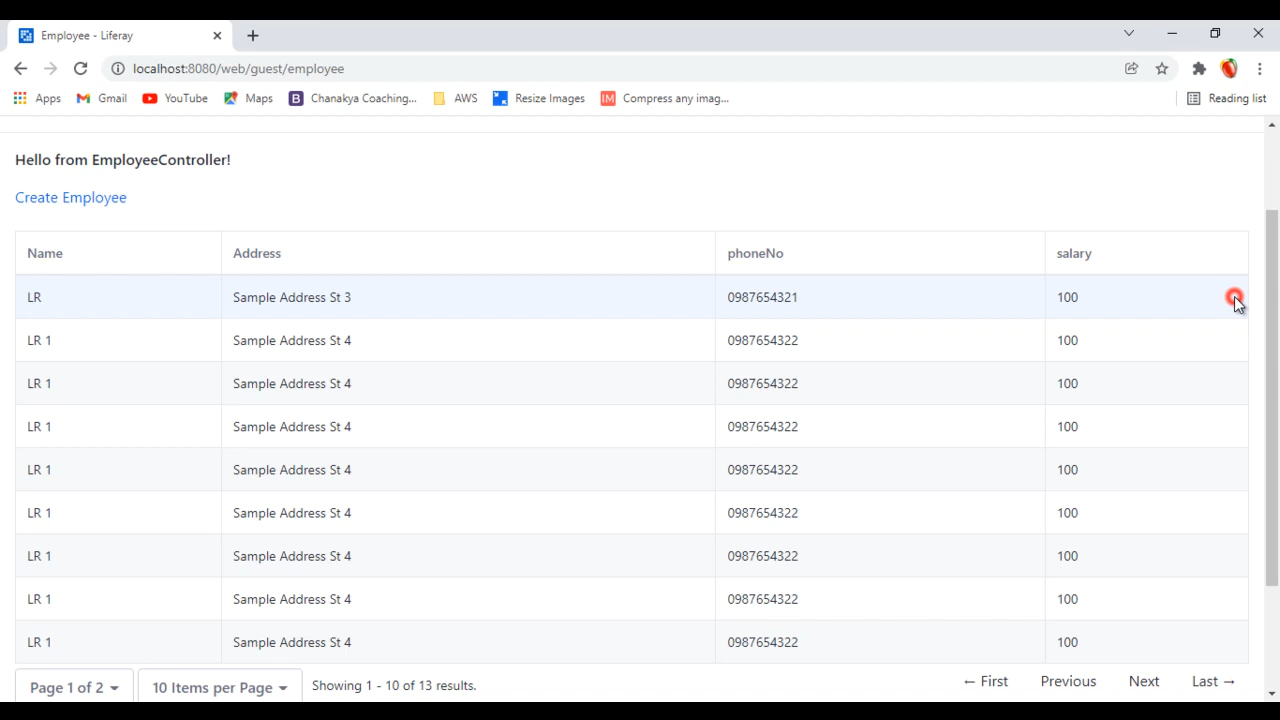 Employee - Liferay
localhost:8080/web/guest/employee
Apps Gmail YouTube Maps B Chanakya Coaching... AWS Resize Images IM Compress any imag... Reading list
Hello from EmployeeController!
Create Employee
Name Address phoneNo salary
LR Sample Address St 3 0987654321 100
LR 1 Sample Address St 4 0987654322 100
LR 1 Sample Address St 4 0987654322 100
LR 1 Sample Address St 4 0987654322 100
LR 1 Sample Address St 4 0987654322 100
LR 1 Sample Address St 4 0987654322 100
LR 1 Sample Address St 4 0987654322 100
LR 1 Sample Address St 4 0987654322 100
LR 1 Sample Address St 4 0987654322 100
Page 1 of 2 10 Items per Page Showing 1 - 10 of 13 results. ← First Previous Next Last →